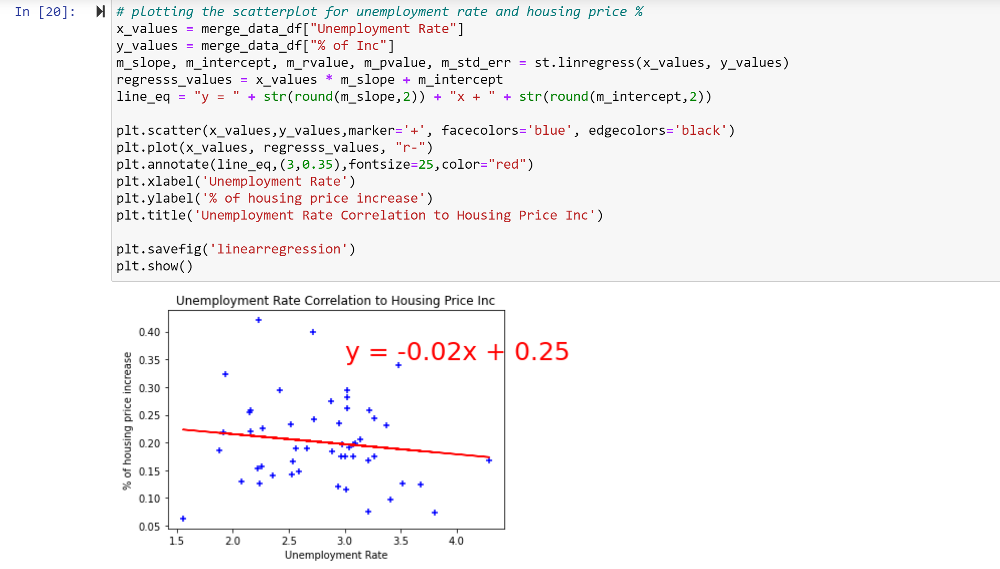 In [20]:
# plotting the scatterplot for unemployment rate and housing price %
x_values = merge_data_df["Unemployment Rate"]
y_values = merge_data_df["% of Inc"]
m_slope, m_intercept, m_rvalue, m_pvalue, m_std_err = st.linregress(x_values, y_values)
regresss_values = x_values * m_slope + m_intercept
line_eq = "y = " + str(round(m_slope,2)) + "x + " + str(round(m_intercept,2))
plt.scatter(x_values,y_values,marker='+', facecolors='blue', edgecolors='black')
plt.plot(x_values, regresss_values, "r-")
plt.annotate(line_eq,(3,0.35),fontsize=25,color="red")
plt.xlabel('Unemployment Rate')
plt.ylabel('% of housing price increase')
plt.title('Unemployment Rate Correlation to Housing Price Inc')
plt.savefig('linearregression')
plt.show()
Unemployment Rate Correlation to Housing Price Inc
y = -0.02x + 0.25
% of housing price increase
0.40
0.35
0.30
0.25
0.20
0.15
0.10
0.05
1.5 2.0 2.5 3.0 3.5 4.0
Unemployment Rate